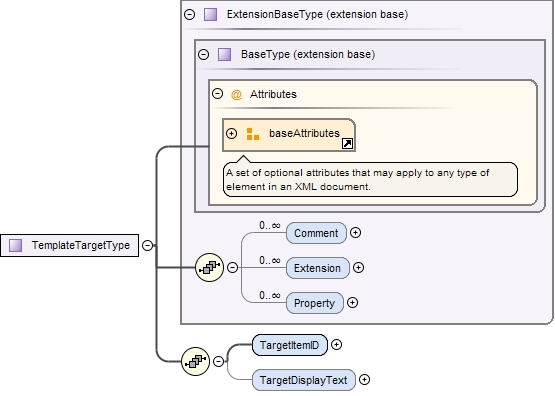 ExtensionBaseType (extension base)
BaseType (extension base)
@ Attributes
baseAttributes
A set of optional attributes that may apply to any type of
element in an XML document.
TemplateTargetType
0..∞
Comment
0..∞
Extension
0..∞
Property
TargetItemID
TargetDisplayText